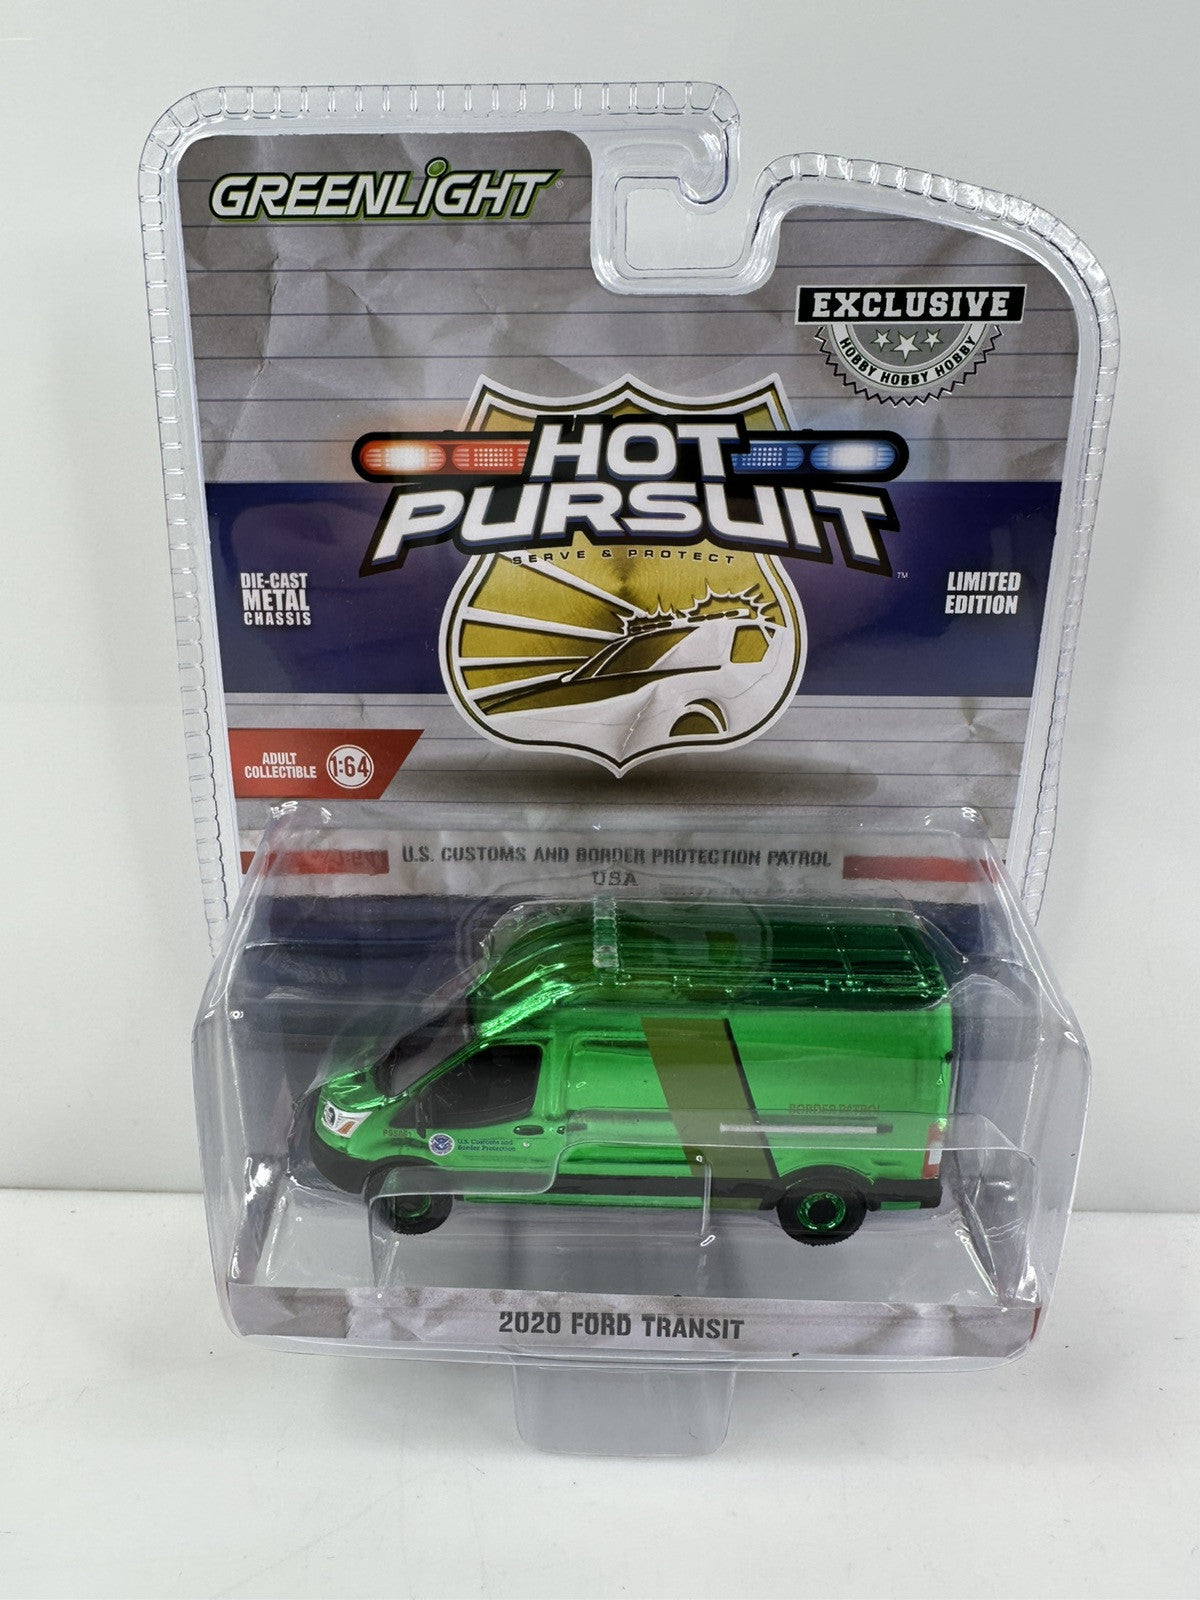 GREENLiGHT®
EXCLUSIVE
HOBBY HOBBY HOBBY
HOT
PURSUIT
SERVE & PROTECT
™
DIE-CAST
METAL
CHASSIS
LIMITED
EDITION
ADULT
COLLECTIBLE
1:64
U.S. CUSTOMS AND BORDER PROTECTION PATROL
USA
BORDER PATROL
U.S. Customs and
Border Protection
2020 FORD TRANSIT